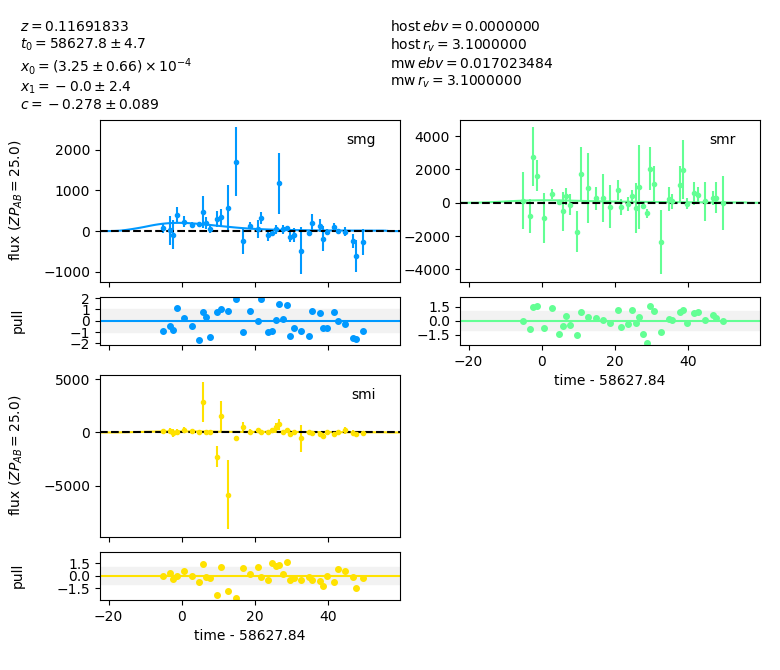 z = 0.11691833
t₀ = 58627.8 ± 4.7
x₀ = (3.25 ± 0.66) × 10⁻⁴
x₁ = −0.0 ± 2.4
c = −0.278 ± 0.089
host ebv = 0.0000000
host r_v = 3.1000000
mw ebv = 0.017023484
mw r_v = 3.1000000
flux (ZP_AB = 25.0)
2000
1000
0
−1000
smg
4000
2000
0
−2000
−4000
smr
pull
2
1
0
−1
−2
1.5
0.0
−1.5
−20 0 20 40
time - 58627.84
flux (ZP_AB = 25.0)
5000
0
−5000
smi
pull
1.5
0.0
−1.5
−20 0 20 40
time - 58627.84